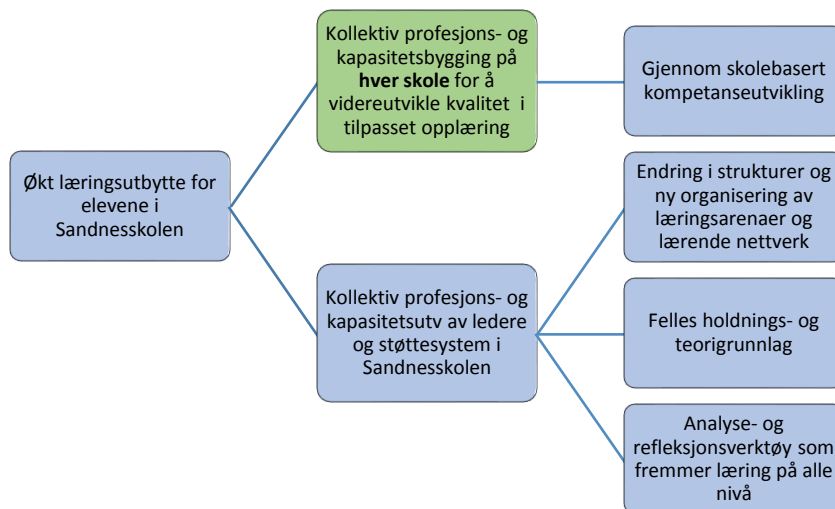 Økt læringsutbytte for
elevene i
Sandnesskolen
Kollektiv profesjons- og
kapasitetsbygging på
hver skole for å
videreutvikle kvalitet i
tilpasset opplæring
Gjennom skolebasert
kompetanseutvikling
Kollektiv profesjons- og
kapasitetsutv av ledere
og støttesystem i
Sandnesskolen
Endring i strukturer og
ny organisering av
læringsarenaer og
lærende nettverk
Felles holdnings- og
teorigrunnlag
Analyse- og
refleksjonsverktøy som
fremmer læring på alle
nivå